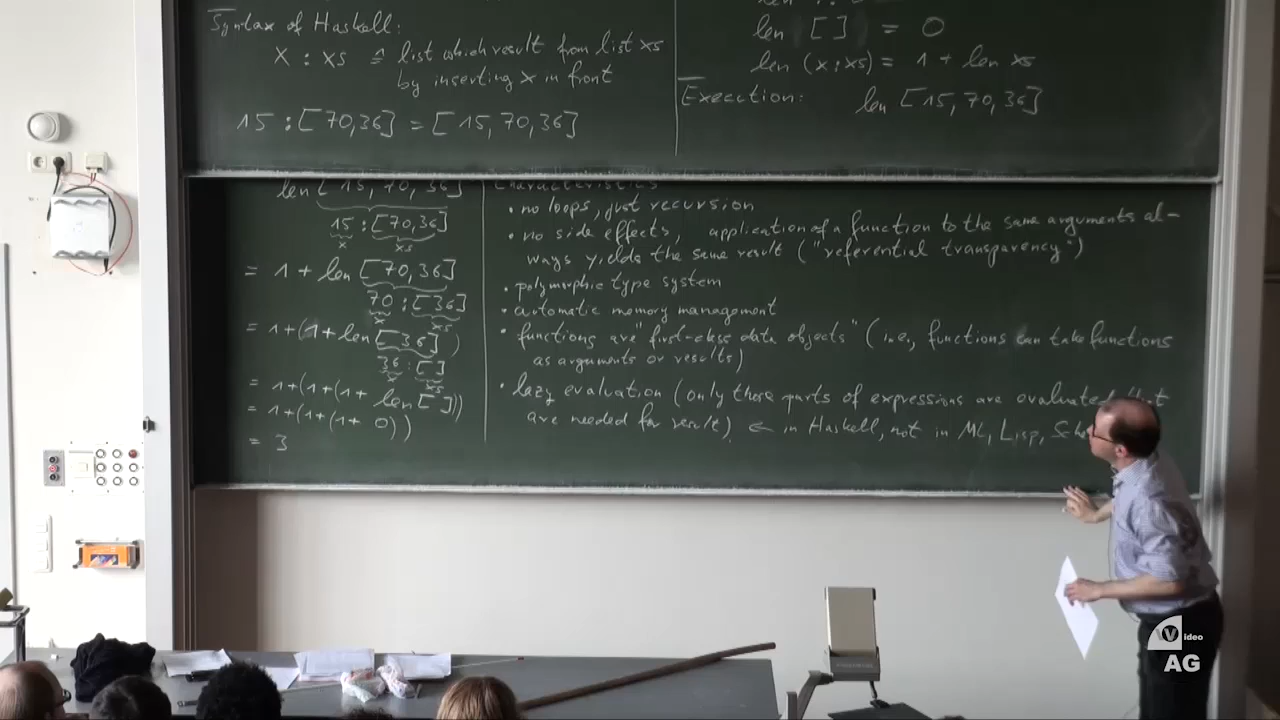 Syntax of Haskell:
x : xs ≙ list which result from list xs
by inserting x in front
15 : [70,36] = [15,70,36]
len [ ] = 0
len (x:xs) = 1 + len xs
Execution: len [15,70,36]
len [15,70,36]
15 : [70,36]
x xs
= 1 + len [70,36]
70 : [36]
x xs
= 1+(1+len [36])
36 : [ ]
x xs
= 1+(1+(1+ len [ ]))
= 1+(1+(1+ 0))
= 3
Characteristics
• no loops, just recursion
• no side effects, application of a function to the same arguments al-
ways yields the same result ("referential transparency")
• polymorphic type system
• automatic memory management
• functions are "first-class data objects" (i.e., functions can take functions
as arguments or results)
• lazy evaluation (only those parts of expressions are evaluated that
are needed for result) ← in Haskell, not in ML, Lisp,
Video
AG